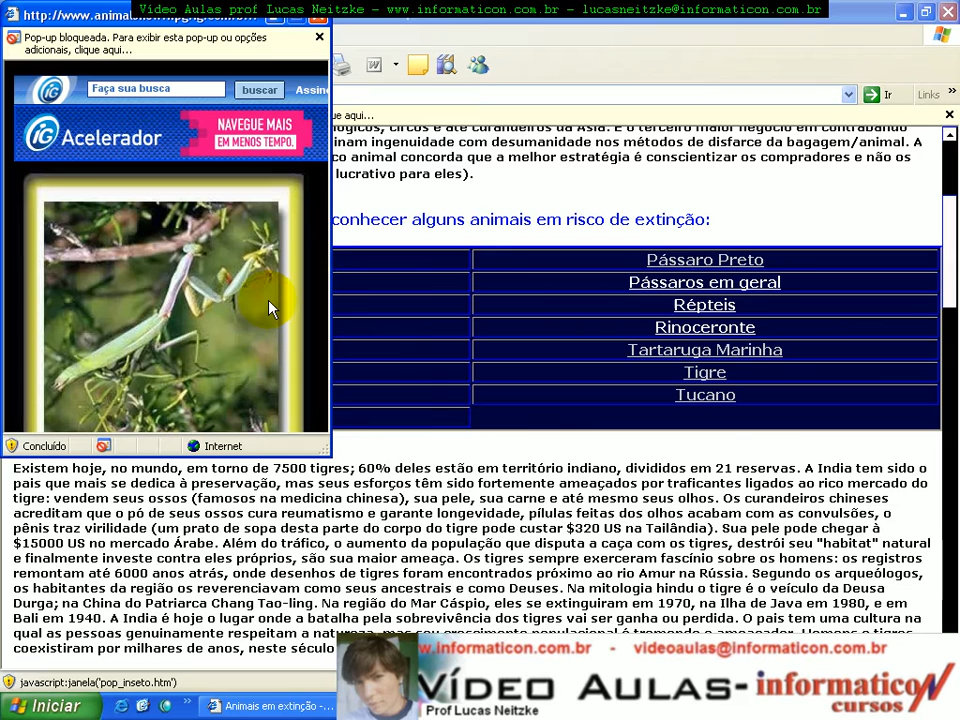 Vídeo Aulas prof Lucas Neitzke - www.informaticon.com.br - lucasneitzke@informaticon.com.br
Pop-up bloqueada. Para exibir esta pop-up ou opções
adicionais, clique aqui...
Faça sua busca
buscar
Assine
iG Acelerador
NAVEGUE MAIS
EM MENOS TEMPO.
Ir
Links
ue aqui...
ológicos, circos e até curandeiros da Ásia. É o terceiro maior negócio em contrabando
inam ingenuidade com desumanidade nos métodos de disfarce da bagagem/animal. A
co animal concorda que a melhor estratégia é conscientizar os compradores e não os
lucrativo para eles).
conhecer alguns animais em risco de extinção:
Pássaro Preto
Pássaros em geral
Répteis
Rinoceronte
Tartaruga Marinha
Tigre
Tucano
Concluído
Internet
Existem hoje, no mundo, em torno de 7500 tigres; 60% deles estão em território indiano, divididos em 21 reservas. A India tem sido o
pais que mais se dedica à preservação, mas seus esforços têm sido fortemente ameaçados por traficantes ligados ao rico mercado do
tigre: vendem seus ossos (famosos na medicina chinesa), sua pele, sua carne e até mesmo seus olhos. Os curandeiros chineses
acreditam que o pó de seus ossos cura reumatismo e garante longevidade, pílulas feitas dos olhos acabam com as convulsões, o
pênis traz virilidade (um prato de sopa desta parte do corpo do tigre pode custar $320 US na Tailândia). Sua pele pode chegar à
$15000 US no mercado Árabe. Além do tráfico, o aumento da população que disputa a caça com os tigres, destrói seu "habitat" natural
e finalmente investe contra eles próprios, são sua maior ameaça. Os tigres sempre exerceram fascínio sobre os homens: os registros
remontam até 6000 anos atrás, onde desenhos de tigres foram encontrados próximo ao rio Amur na Rússia. Segundo os arqueólogos,
os habitantes da região os reverenciavam como seus ancestrais e como Deuses. Na mitologia hindu o tigre é o veículo da Deusa
Durga; na China do Patriarca Chang Tao-ling. Na região do Mar Cáspio, eles se extinguiram em 1970, na Ilha de Java em 1980, e em
Bali em 1940. A India é hoje o lugar onde a batalha pela sobrevivência dos tigres vai ser ganha ou perdida. O pais tem uma cultura na
qual as pessoas genuinamente respeitam a
coexistiram por milhares de anos, neste século
w.informaticon.com.br - videoaulas@informaticon.com.br
VÍDEO AULAS- informaticon
cursos
Prof Lucas Neitzke
javascript:janela('pop_inseto.htm')
Iniciar
Animais em extinção -...